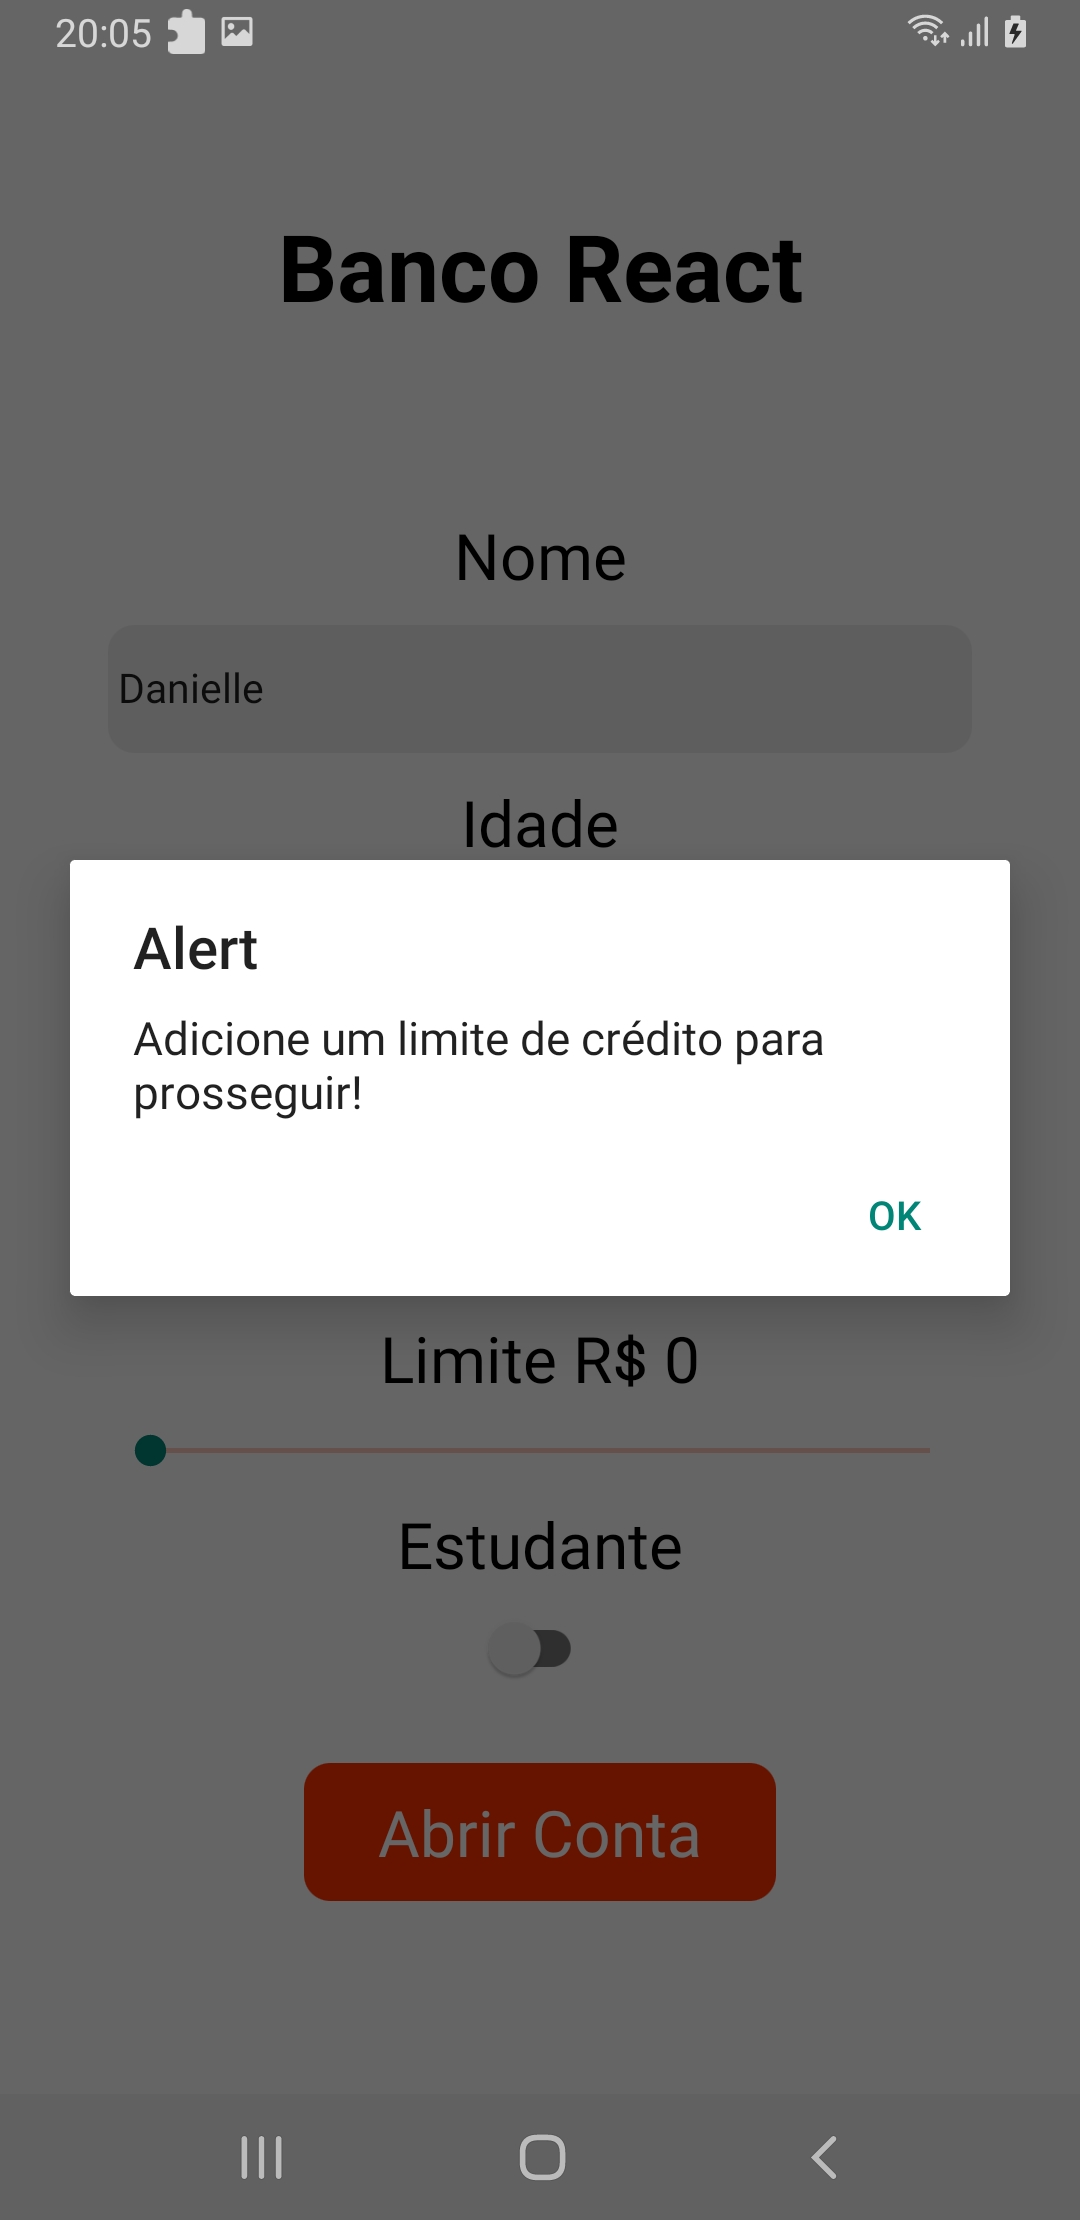 20:05
Banco React
Nome
Danielle
Idade
Alert
Adicione um limite de crédito para
prosseguir!
OK
Limite R$ 0
Estudante
Abrir Conta